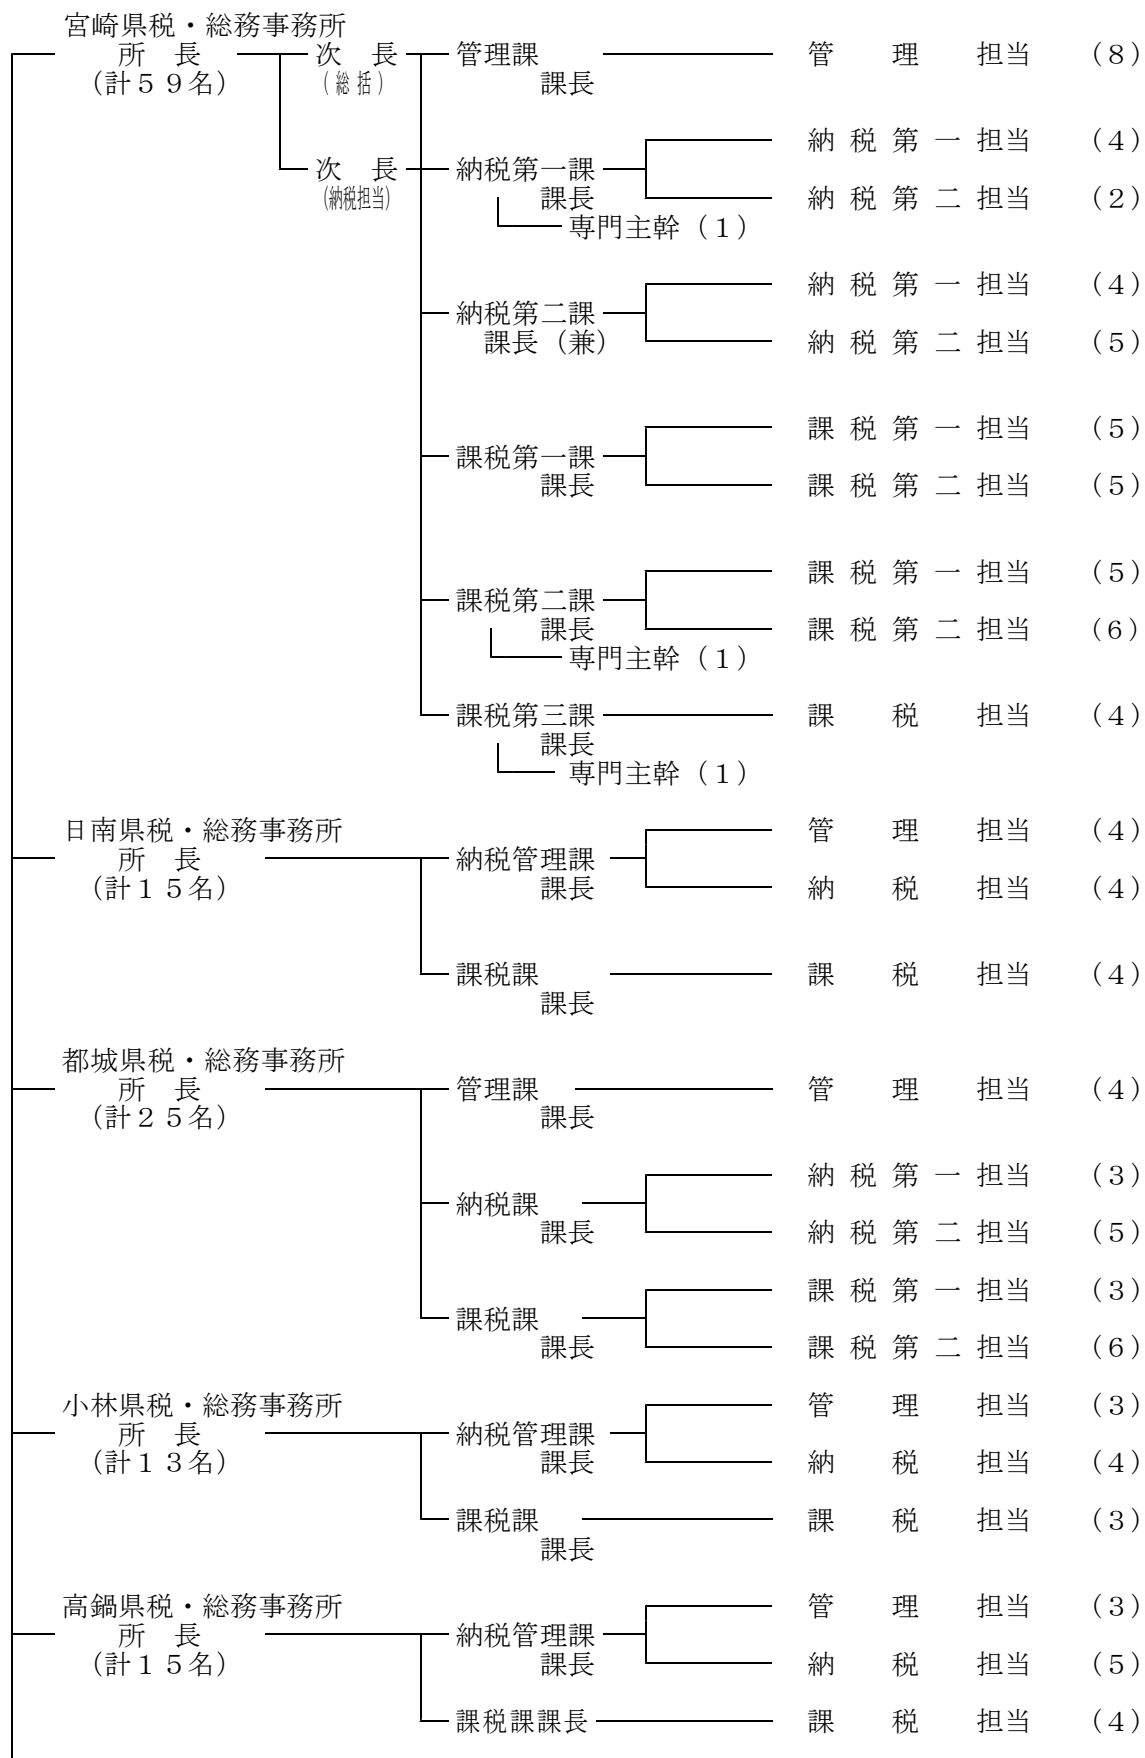 宮崎県税・総務事務所
所　長　次　長　管理課　管　理　担当　（８）
（計５９名）　（総括）　課長
納税第一担当　（４）
次　長　納税第一課
（納税担当）　課長　納税第二担当　（２）
専門主幹（１）
納税第一担当　（４）
納税第二課
課長（兼）　納税第二担当　（５）
課税第一担当　（５）
課税第一課
課長　課税第二担当　（５）
課税第一担当　（５）
課税第二課
課長　課税第二担当　（６）
専門主幹（１）
課税第三課　課　税　担当　（４）
課長
専門主幹（１）
日南県税・総務事務所　管　理　担当　（４）
所　長　納税管理課
（計１５名）　課長　納　税　担当　（４）
課税課　課　税　担当　（４）
課長
都城県税・総務事務所
所　長　管理課　管　理　担当　（４）
（計２５名）　課長
納税第一担当　（３）
納税課
課長　納税第二担当　（５）
課税第一担当　（３）
課税課
課長　課税第二担当　（６）
小林県税・総務事務所　管　理　担当　（３）
所　長　納税管理課
（計１３名）　課長　納　税　担当　（４）
課税課　課　税　担当　（３）
課長
高鍋県税・総務事務所　管　理　担当　（３）
所　長　納税管理課
（計１５名）　課長　納　税　担当　（５）
課税課課長　課　税　担当　（４）